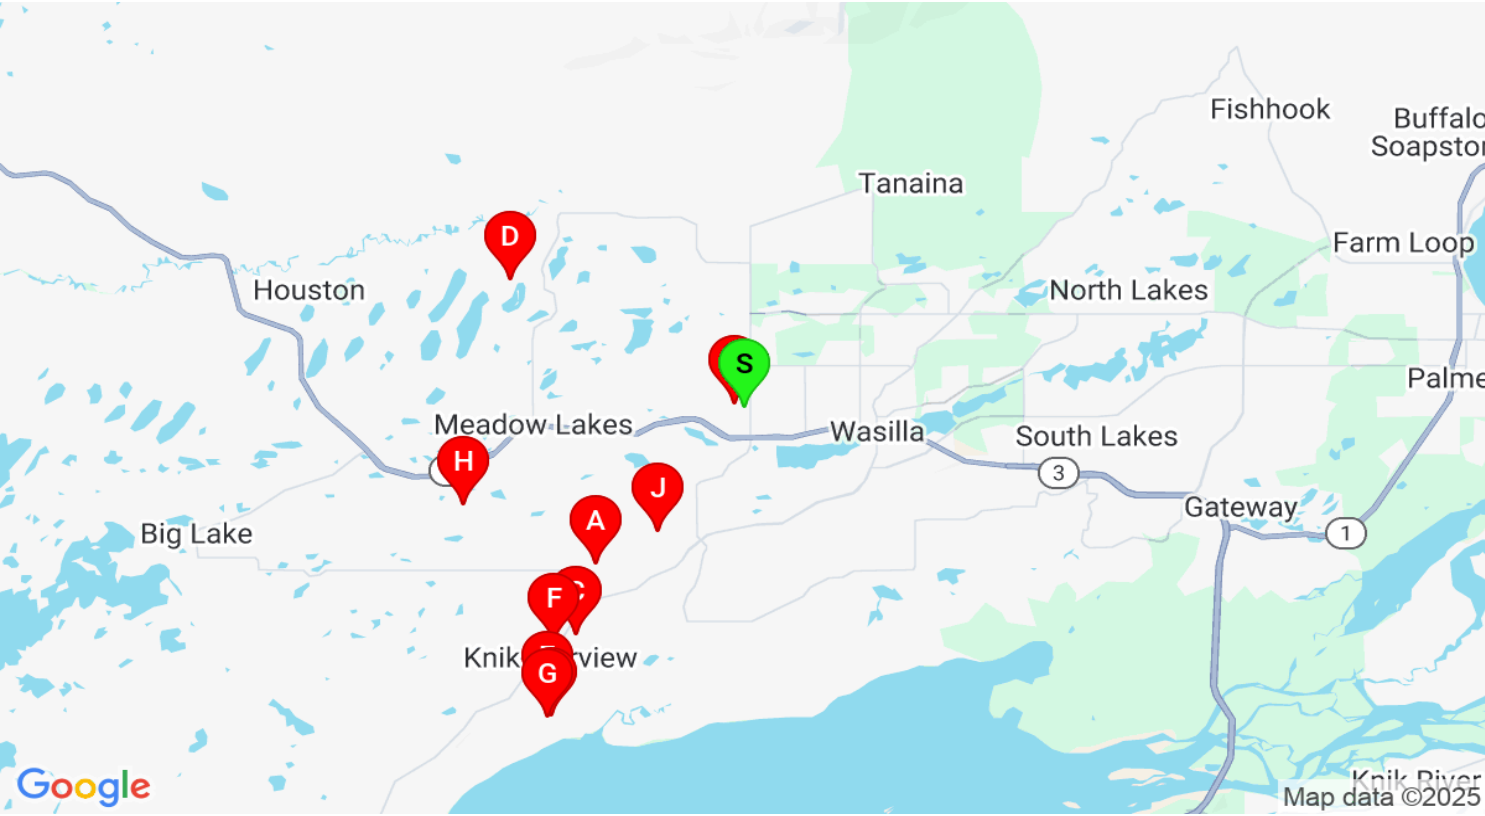 Fishhook
Buffalo
Soapstor
Tanaina
D
Farm Loop
Houston
North Lakes
S
Palme
Meadow Lakes
Wasilla
South Lakes
H
3
J
Gateway
A
Big Lake
1
F
Knik
rview
G
Google
Knik River
Map data ©2025